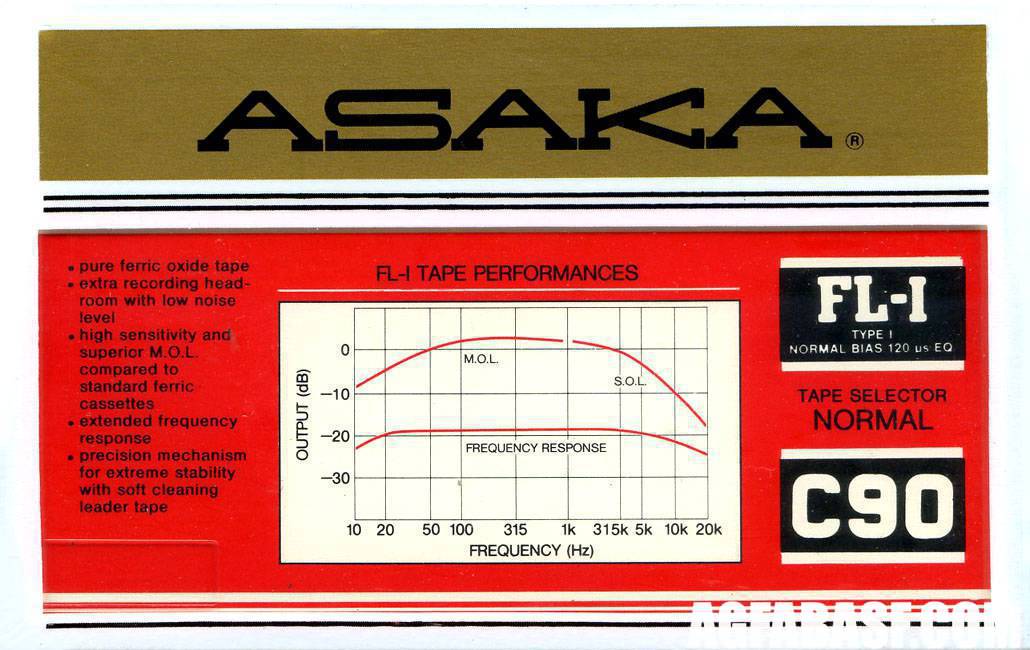 ASAKA®
• pure ferric oxide tape
• extra recording head-
room with low noise
level
• high sensitivity and
superior M.O.L.
compared to
standard ferric
cassettes
• extended frequency
response
• precision mechanism
for extreme stability
with soft cleaning
leader tape
FL-I TAPE PERFORMANCES
OUTPUT (dB)
0
−10
−20
−30
M.O.L.
S.O.L.
FREQUENCY RESPONSE
10 20 50 100 315 1k 315k 5k 10k 20k
FREQUENCY (Hz)
FL-I
TYPE I
NORMAL BIAS 120 µs EQ
TAPE SELECTOR
NORMAL
C90
AGFABASF.COM